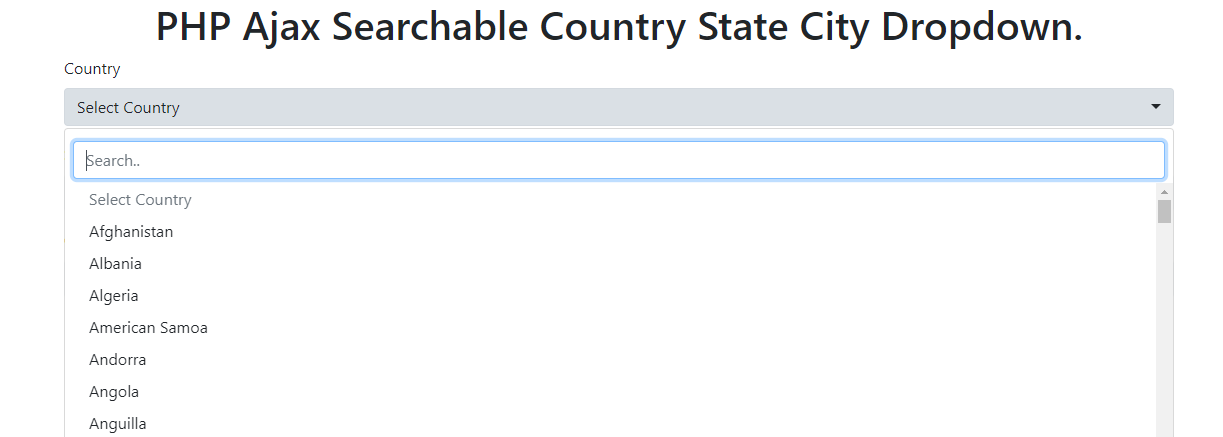 PHP Ajax Searchable Country State City Dropdown.
Country
Select Country
Search..
Select Country
Afghanistan
Albania
Algeria
American Samoa
Andorra
Angola
Anguilla